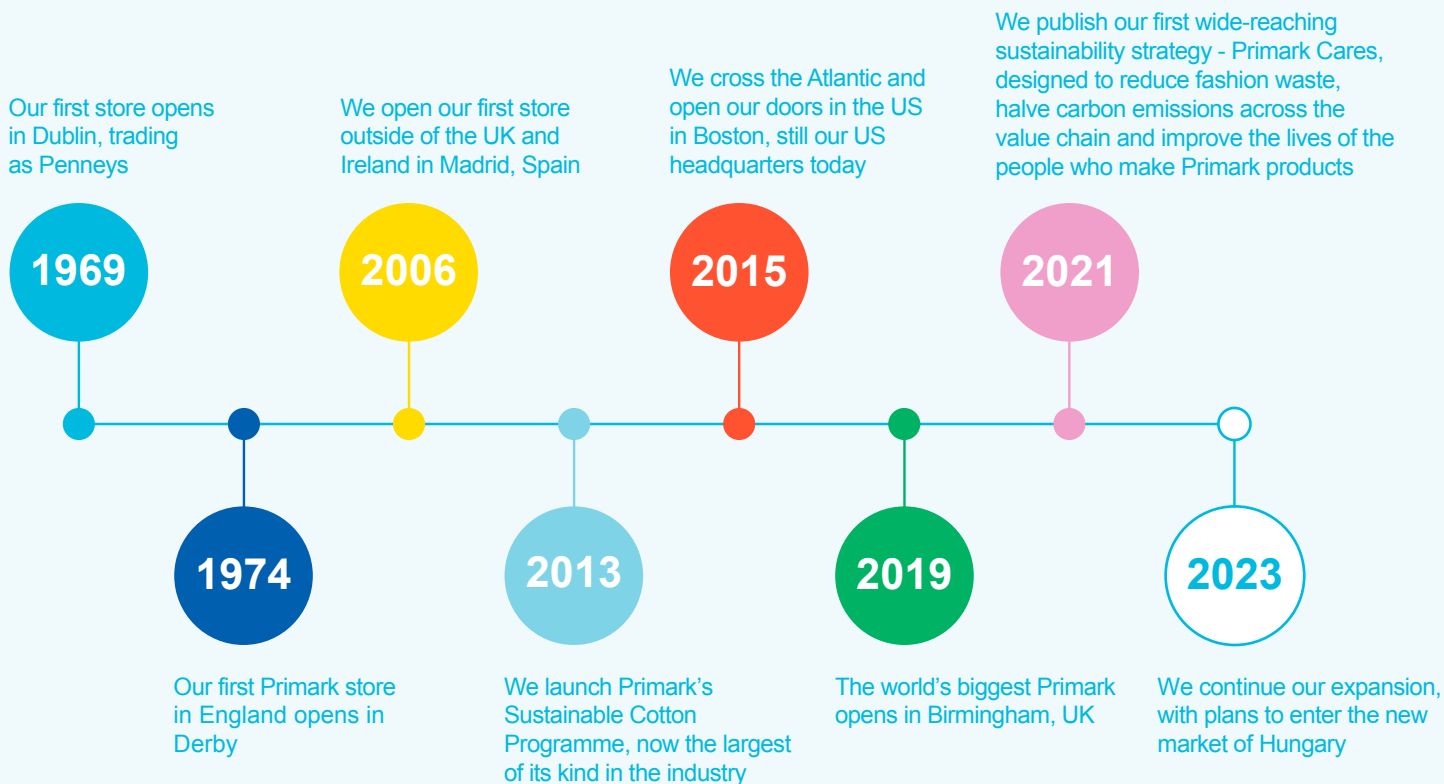 Our first store opens
in Dublin, trading
as Penneys
1969
Our first Primark store
in England opens in
Derby
1974
We open our first store
outside of the UK and
Ireland in Madrid, Spain
2006
We launch Primark’s
Sustainable Cotton
Programme, now the largest
of its kind in the industry
2013
We cross the Atlantic and
open our doors in the US
in Boston, still our US
headquarters today
2015
The world’s biggest Primark
opens in Birmingham, UK
2019
We publish our first wide-reaching
sustainability strategy - Primark Cares,
designed to reduce fashion waste,
halve carbon emissions across the
value chain and improve the lives of the
people who make Primark products
2021
We continue our expansion,
with plans to enter the new
market of Hungary
2023